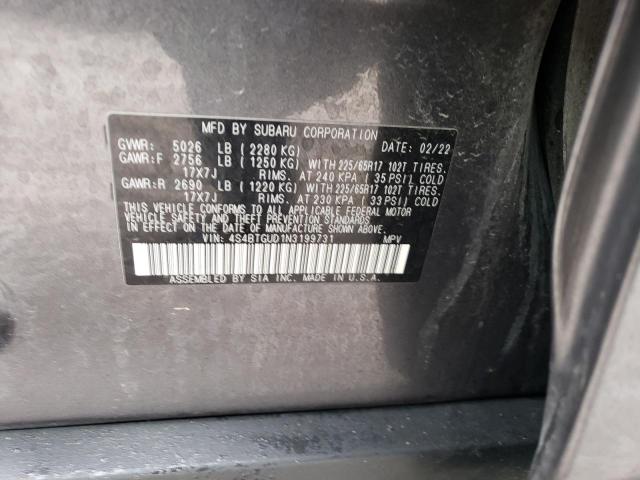 MFD BY SUBARU CORPORATION
GVWR: 5026 LB (2280 KG) DATE: 02/22
GAWR:F 2756 LB (1250 KG) WITH 225/65R17 102T TIRES.
17X7J RIMS. AT 240 KPA ( 35 PSI) COLD
GAWR:R 2690 LB (1220 KG) WITH 225/65R17 102T TIRES.
17X7J RIMS. AT 230 KPA ( 33 PSI) COLD
THIS VEHICLE CONFORMS TO ALL APPLICABLE FEDERAL MOTOR
VEHICLE SAFETY AND THEFT PREVENTION STANDARDS
IN EFFECT ON THE DATE OF MANUFACTURE SHOWN ABOVE.
VIN: 4S4BTGUD1N3199731 MPV
ASSEMBLED BY SIA INC. MADE IN U.S.A.